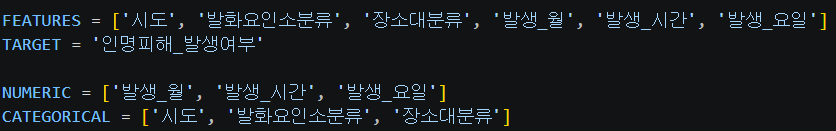 FEATURES = ['시도', '발화요인소분류', '장소대분류', '발생_월', '발생_시간', '발생_요일']
TARGET = '인명피해_발생여부'
NUMERIC = ['발생_월', '발생_시간', '발생_요일']
CATEGORICAL = ['시도', '발화요인소분류', '장소대분류']